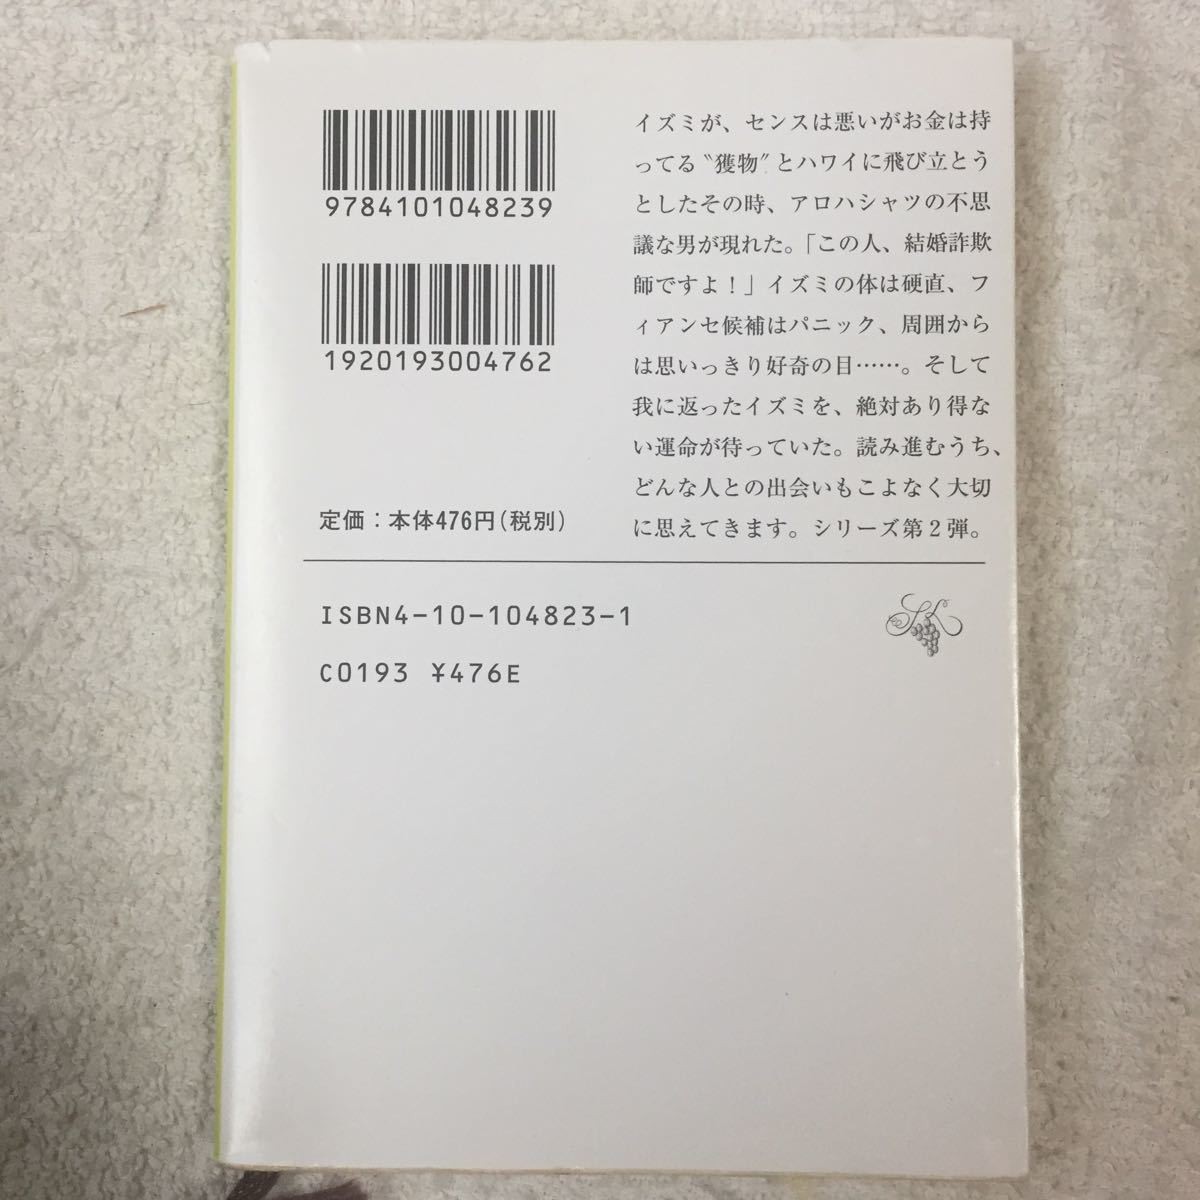 9784101048239
1920193004762
定価：本体476円（税別）
イズミが、センスは悪いがお金は持
ってる〝獲物〟とハワイに飛び立とう
としたその時、アロハシャツの不思
議な男が現れた。「この人、結婚詐欺
師ですよ！」イズミの体は硬直、フ
ィアンセ候補はパニック、周囲から
は思いっきり好奇の目……。そして
我に返ったイズミを、絶対あり得な
い運命が待っていた。読み進むうち、
どんな人との出会いもこよなく大切
に思えてきます。シリーズ第２弾。
ISBN4-10-104823-1
C0193 ¥476E